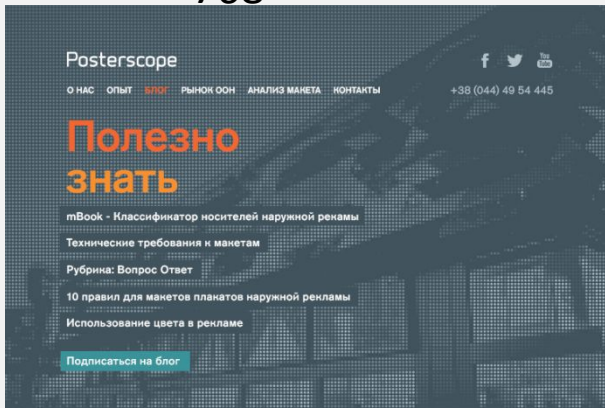 Posterscope
f You Tube
О НАС ОПЫТ БЛОГ РЫНОК ООН АНАЛИЗ МАКЕТА КОНТАКТЫ +38 (044) 49 54 445
Полезно
знать
mBook - Классификатор носителей наружной рекамы
Технические требования к макетам
Рубрика: Вопрос Ответ
10 правил для макетов плакатов наружной рекламы
Использование цвета в рекламе
Подписаться на блог